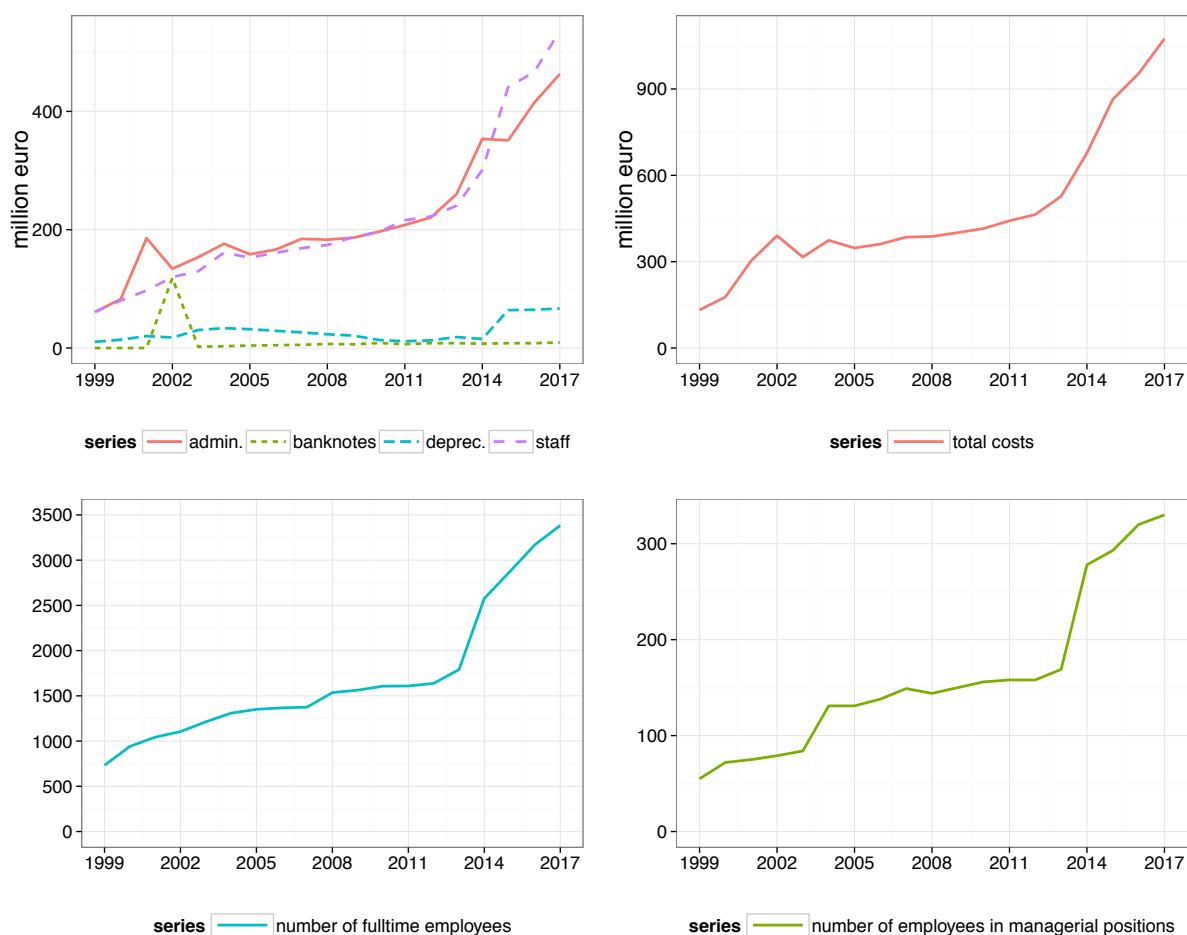 million euro
400
200
0
1999 2002 2005 2008 2011 2014 2017
series admin. banknotes deprec. staff
million euro
900
600
300
0
1999 2002 2005 2008 2011 2014 2017
series total costs
3500
3000
2500
2000
1500
1000
500
0
1999 2002 2005 2008 2011 2014 2017
series number of fulltime employees
300
200
100
0
1999 2002 2005 2008 2011 2014 2017
series number of employees in managerial positions